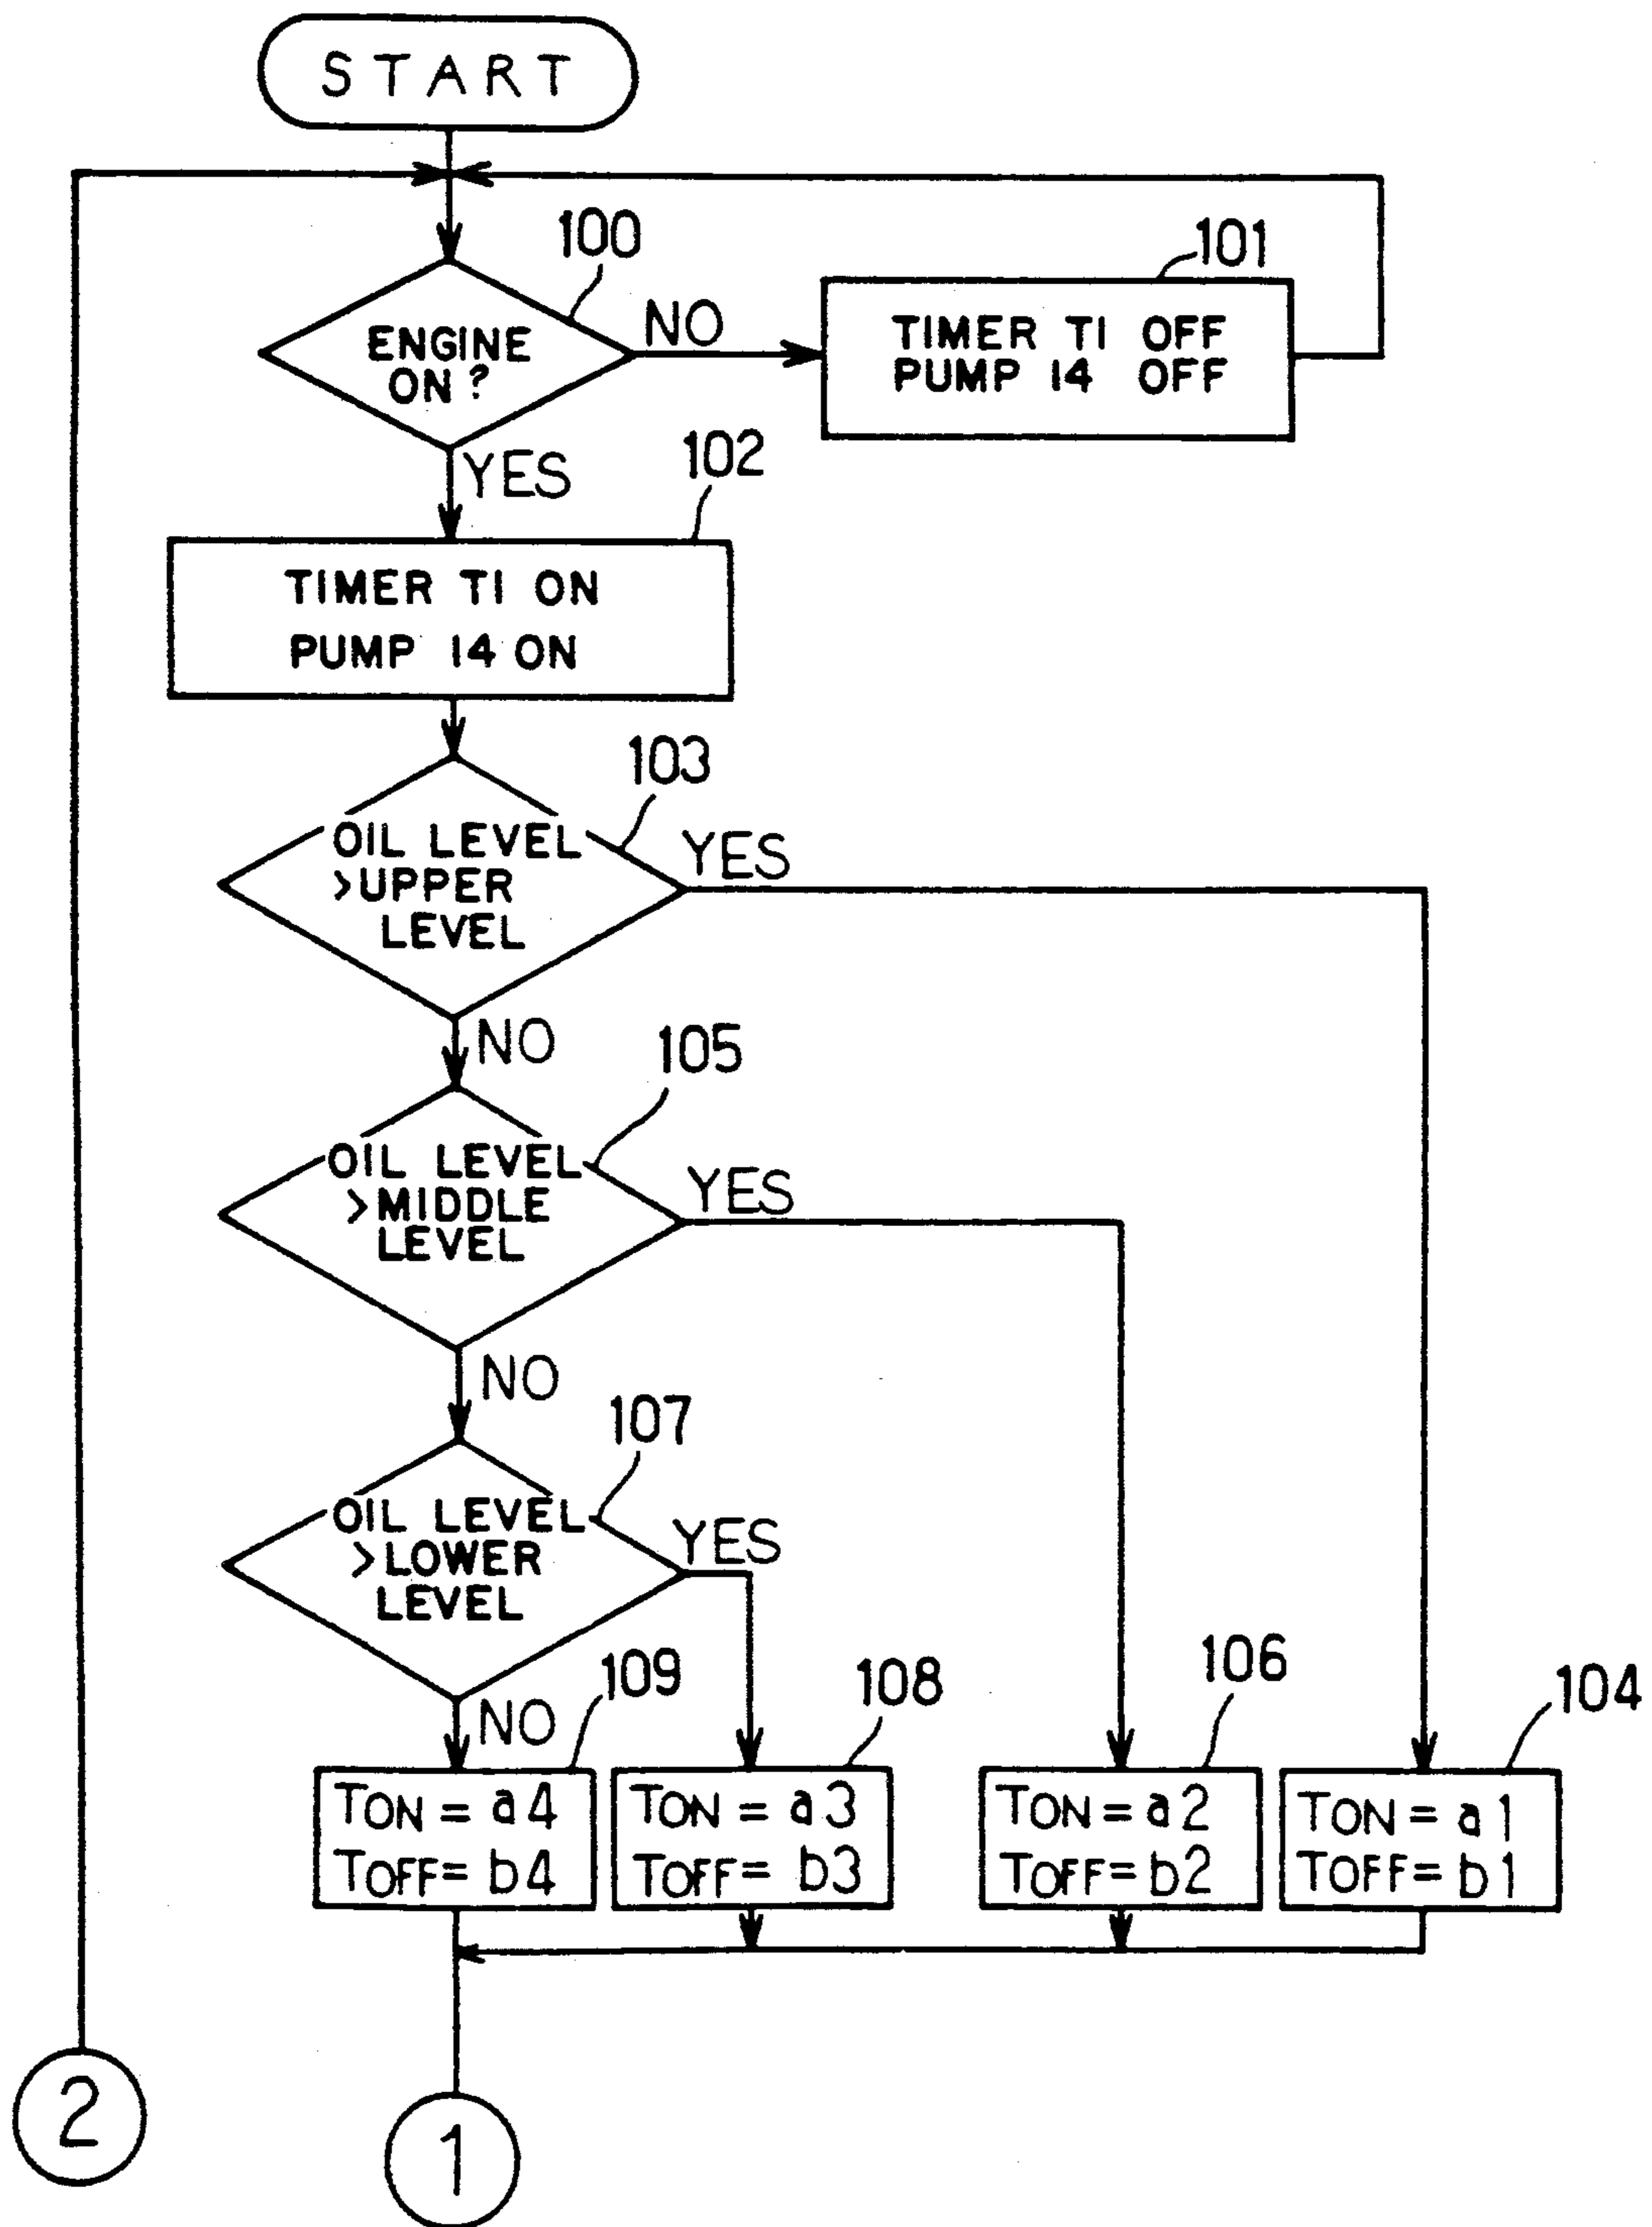 START
100
ENGINE
ON?
NO
101
TIMER T1 OFF
PUMP 14 OFF
YES
102
TIMER T1 ON
PUMP 14 ON
103
OIL LEVEL
>UPPER
LEVEL
YES
NO
105
OIL LEVEL
>MIDDLE
LEVEL
YES
NO
107
OIL LEVEL
>LOWER
LEVEL
YES
NO
109
TON = a4
TOFF= b4
108
TON = a3
TOFF= b3
106
TON = a2
TOFF= b2
104
TON = a1
TOFF= b1
2
1